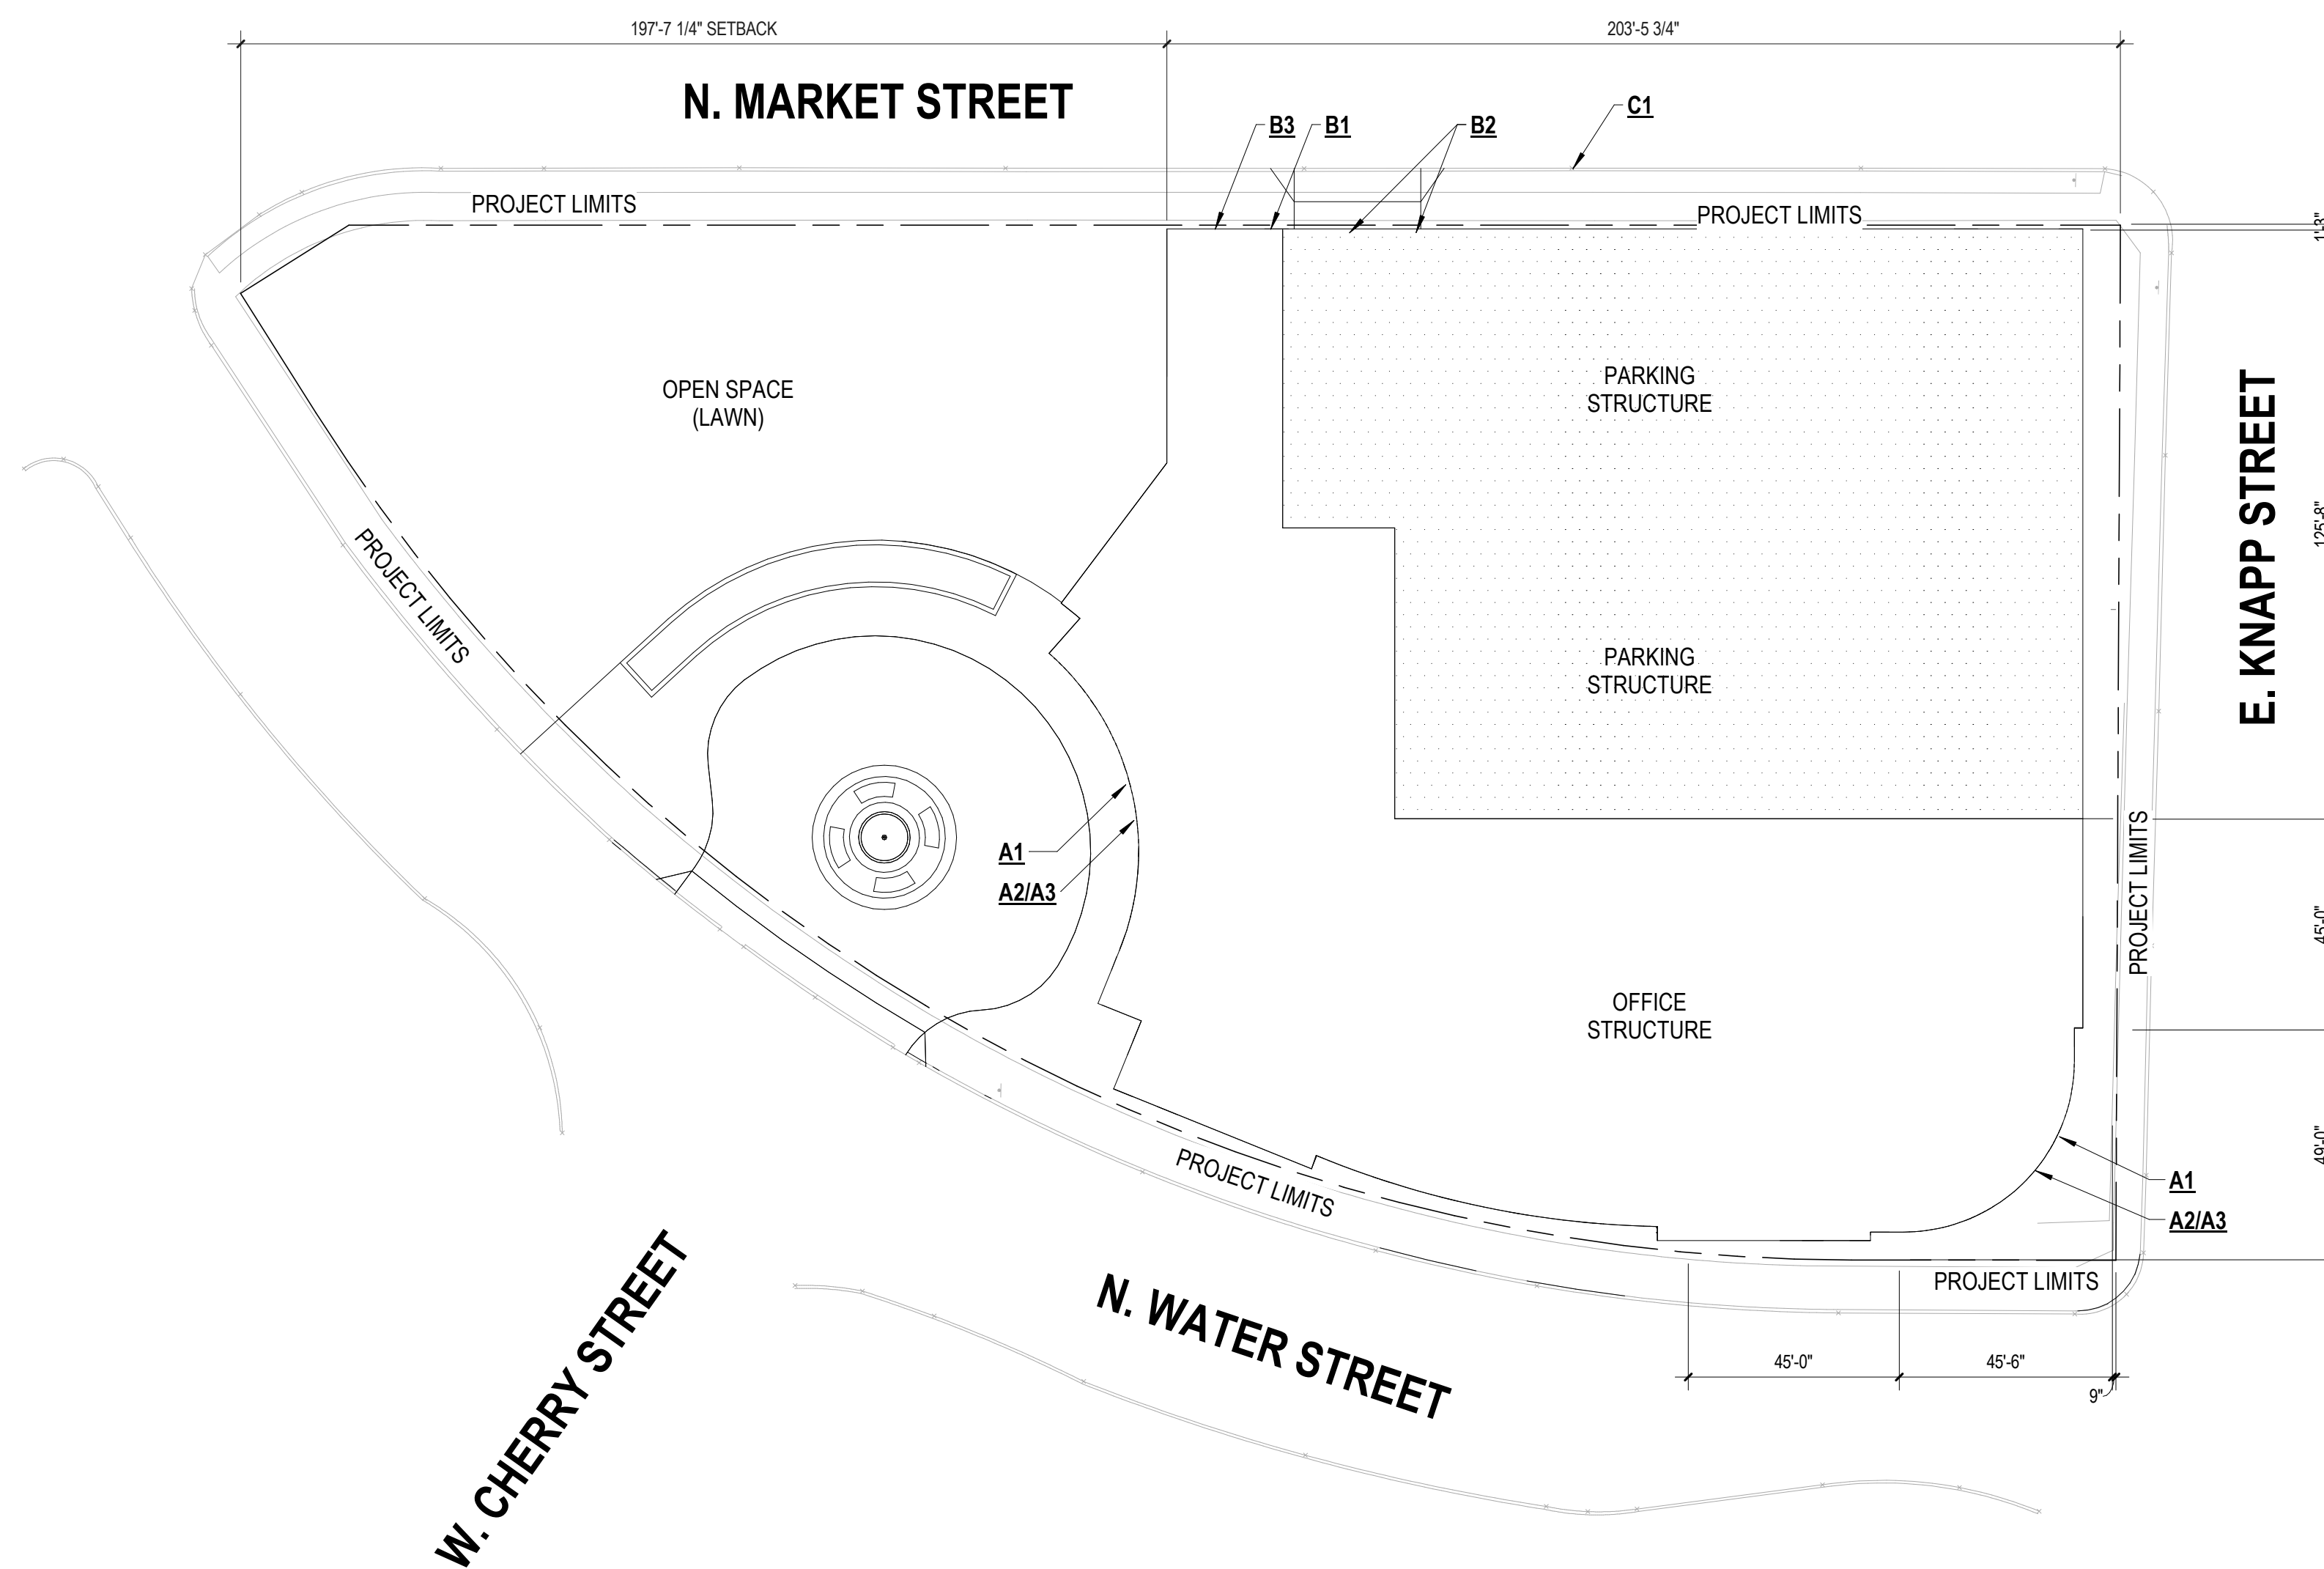 197'-7 1/4" SETBACK
203'-5 3/4"
N. MARKET STREET
C1
B3
B1
B2
PROJECT LIMITS
PROJECT LIMITS
1'-3"
OPEN SPACE
(LAWN)
PARKING
STRUCTURE
E. KNAPP STREET
125'-8"
PROJECT LIMITS
PARKING
STRUCTURE
A1
A2/A3
PROJECT LIMITS
45'-0"
OFFICE
STRUCTURE
49'-0"
PROJECT LIMITS
A1
A2/A3
PROJECT LIMITS
W. CHERRY STREET
N. WATER STREET
45'-0"
45'-6"
9"